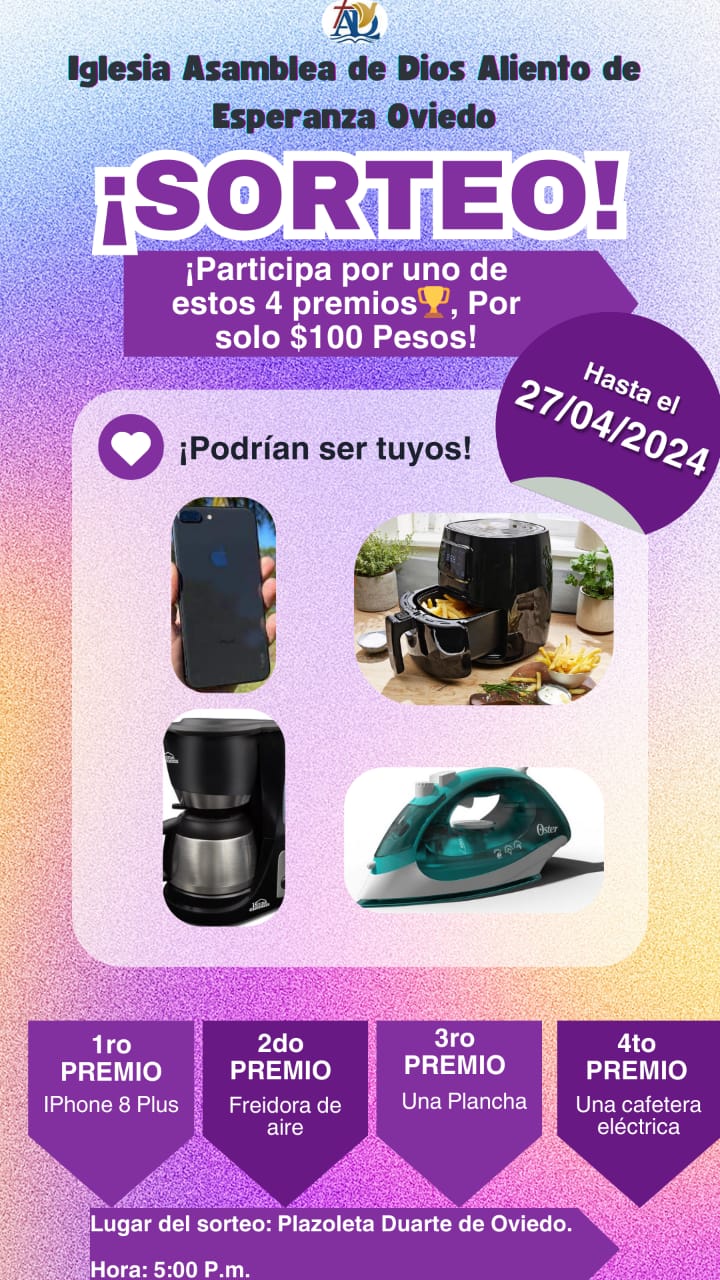 Iglesia Asamblea de Dios Aliento de
Esperanza Oviedo
¡SORTEO!
¡Participa por uno de
estos 4 premios🏆, Por
solo $100 Pesos!
Hasta el
27/04/2024
¡Podrían ser tuyos!
Oster
1ro
PREMIO
IPhone 8 Plus
2do
PREMIO
Freidora de
aire
3ro
PREMIO
Una Plancha
4to
PREMIO
Una cafetera
eléctrica
Lugar del sorteo: Plazoleta Duarte de Oviedo.
Hora: 5:00 P.m.